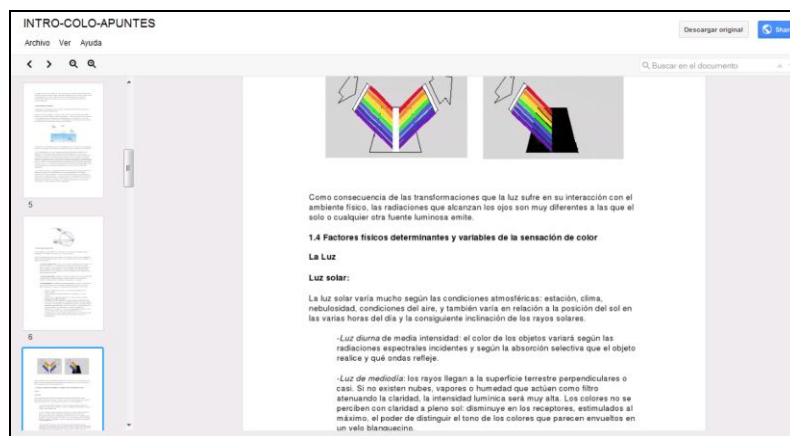 INTRO-COLO-APUNTES
Descargar original
Share
Archivo Ver Ayuda
Buscar en el documento
Como consecuencia de las transformaciones que la luz sufre en su interacción con el
ambiente físico, las radiaciones que alcanzan los ojos son muy diferentes a las que el
solo o cualquier otra fuente luminosa emite.
1.4 Factores físicos determinantes y variables de la sensación de color
La Luz
Luz solar:
La luz solar varía mucho según las condiciones atmosféricas: estación, clima,
nebulosidad, condiciones del aire, y también varía en relación a la posición del sol en
las varias horas del día y la consiguiente inclinación de los rayos solares.
-Luz diurna de media intensidad: el color de los objetos variará según las
radiaciones espectrales incidentes y según la absorción selectiva que el objeto
realice y qué ondas refleje.
-Luz de mediodía: los rayos llegan a la superficie terrestre perpendiculares o
casi. Si no existen nubes, vapores o humedad que actúen como filtro
atenuando la claridad, la intensidad lumínica será muy alta. Los colores no se
perciben con claridad a pleno sol: disminuye en los receptores, estimulados al
máximo, el poder de distinguir el tono de los colores que parecen envueltos en
un velo blanquecino.
5
6